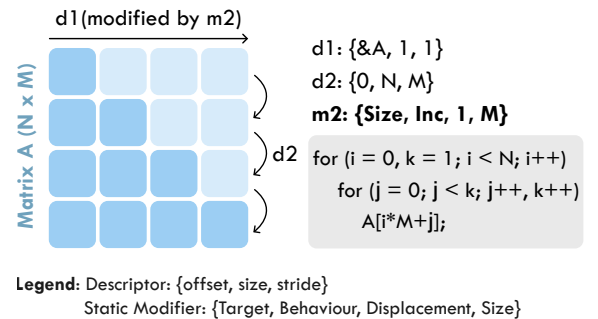 d1(modified by m2)
Matrix A (N x M)
d2
d1: {&A, 1, 1}
d2: {0, N, M}
m2: {Size, Inc, 1, M}
for (i = 0, k = 1; i < N; i++)
for (j = 0; j < k; j++, k++)
A[i*M+j];
Legend: Descriptor: {offset, size, stride}
Static Modifier: {Target, Behaviour, Displacement, Size}